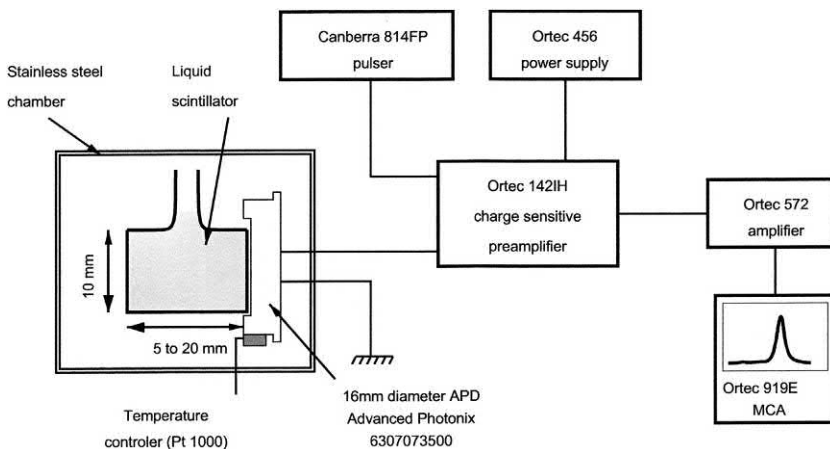 Canberra 814FP
pulser
Ortec 456
power supply
Stainless steel
chamber
Liquid
scintillator
Ortec 142IH
charge sensitive
preamplifier
Ortec 572
amplifier
10 mm
5 to 20 mm
Ortec 919E
MCA
Temperature
controler (Pt 1000)
16mm diameter APD
Advanced Photonix
6307073500